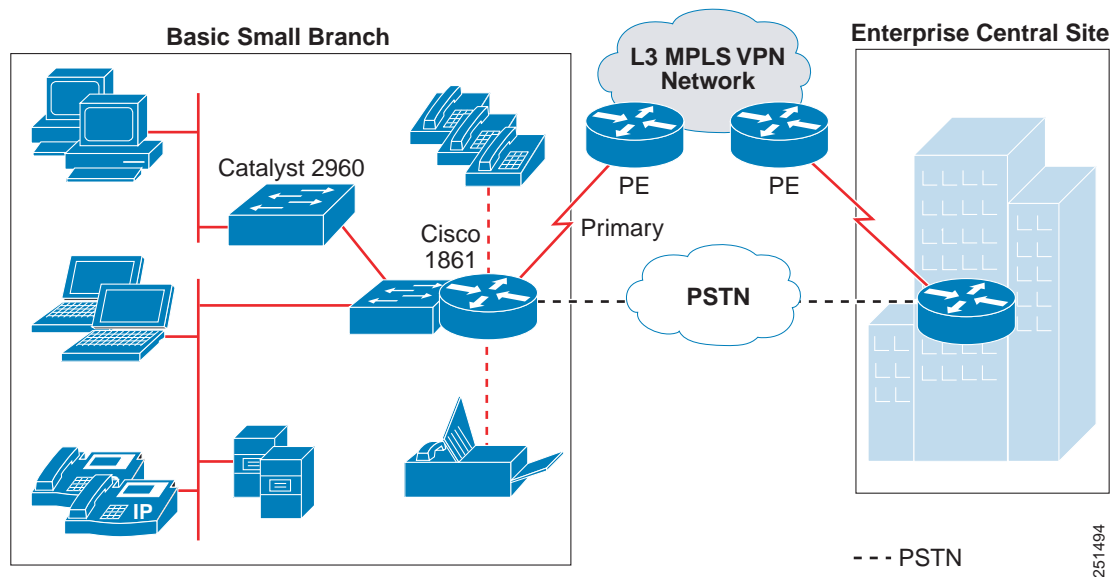 Basic Small Branch
Enterprise Central Site
L3 MPLS VPN
Network
Catalyst 2960
PE
PE
Cisco
1861
Primary
PSTN
IP
--- PSTN
251494